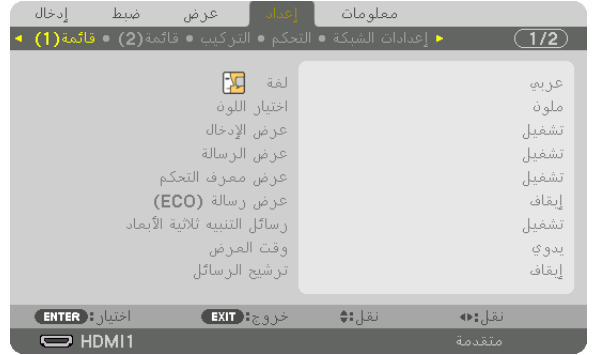 إدخال ضبط عرض إعداد معلومات
قائمة(1) • قائمة(2) • التركيب • التحكم • إعدادات الشبكة 1/2
لغة عربي
اختيار اللون ملون
عرض الإدخال تشغيل
عرض الرسالة تشغيل
عرض معرف التحكم تشغيل
عرض رسالة (ECO) إيقاف
رسائل التنبيه ثلاثية الأبعاد تشغيل
وقت العرض يدوي
ترشيح الرسائل إيقاف
ENTER :اختيار EXIT :خروج نقل: نقل:
HDMI1 متقدمة